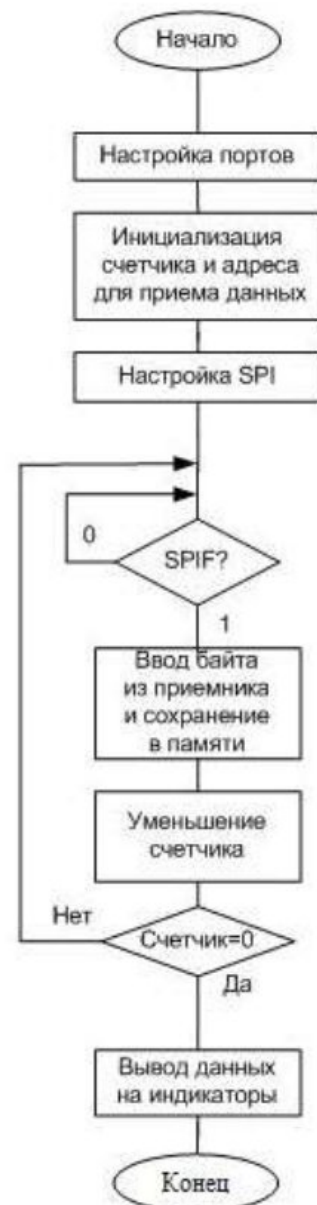 Начало
Настройка портов
Инициализация
счетчика и адреса
для приема данных
Настройка SPI
0
SPIF?
1
Ввод байта
из приемника
и сохранение
в памяти
Уменьшение
счетчика
Нет
Счетчик=0
Да
Вывод данных
на индикаторы
Конец